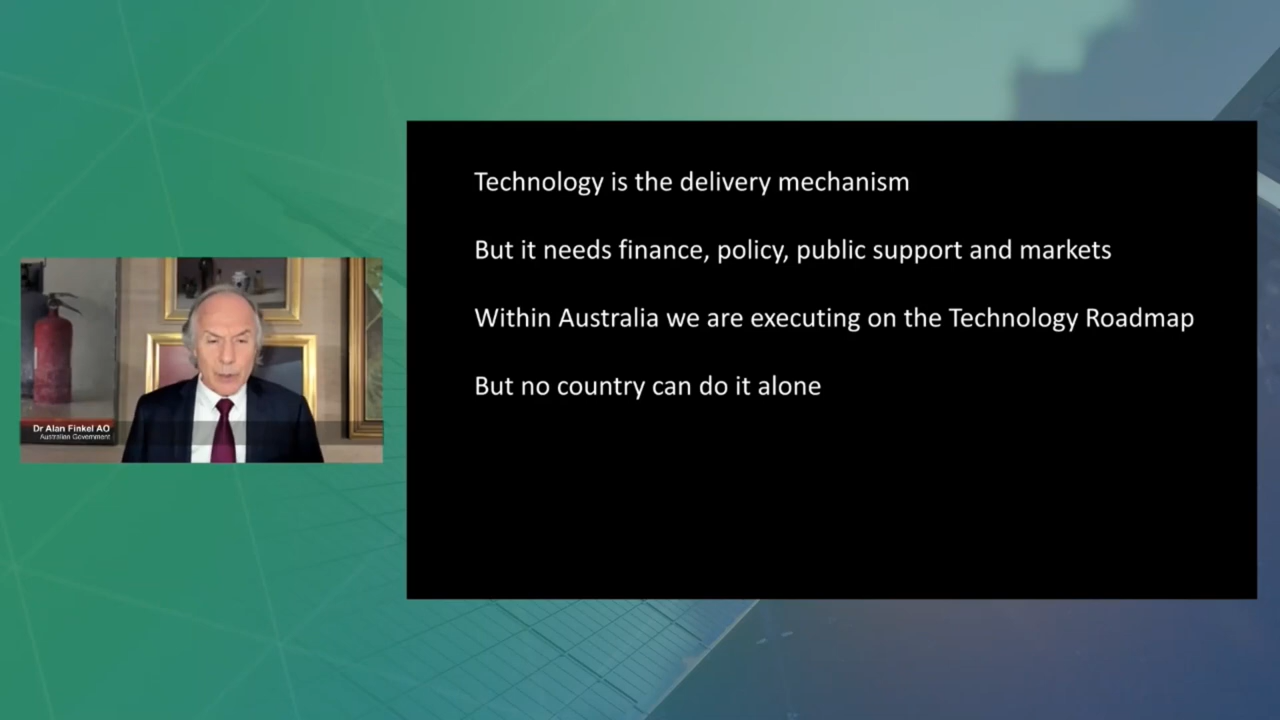 Dr Alan Finkel AO
Australian Government
Technology is the delivery mechanism
But it needs finance, policy, public support and markets
Within Australia we are executing on the Technology Roadmap
But no country can do it alone